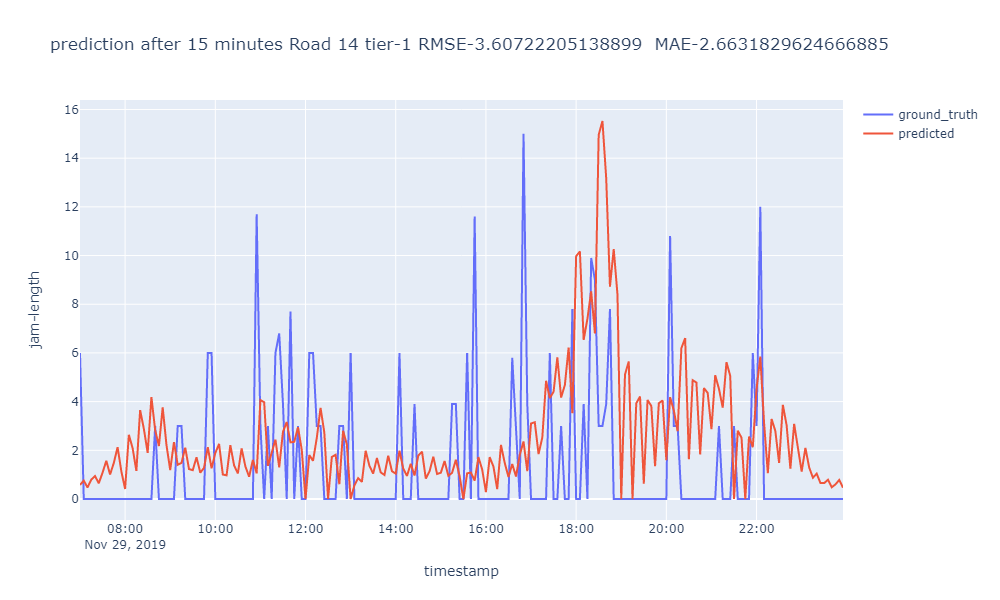 prediction after 15 minutes Road 14 tier-1 RMSE-3.60722205138899  MAE-2.6631829624666885
ground_truth
predicted
jam-length
16
14
12
10
8
6
4
2
0
08:00 10:00 12:00 14:00 16:00 18:00 20:00 22:00
Nov 29, 2019
timestamp